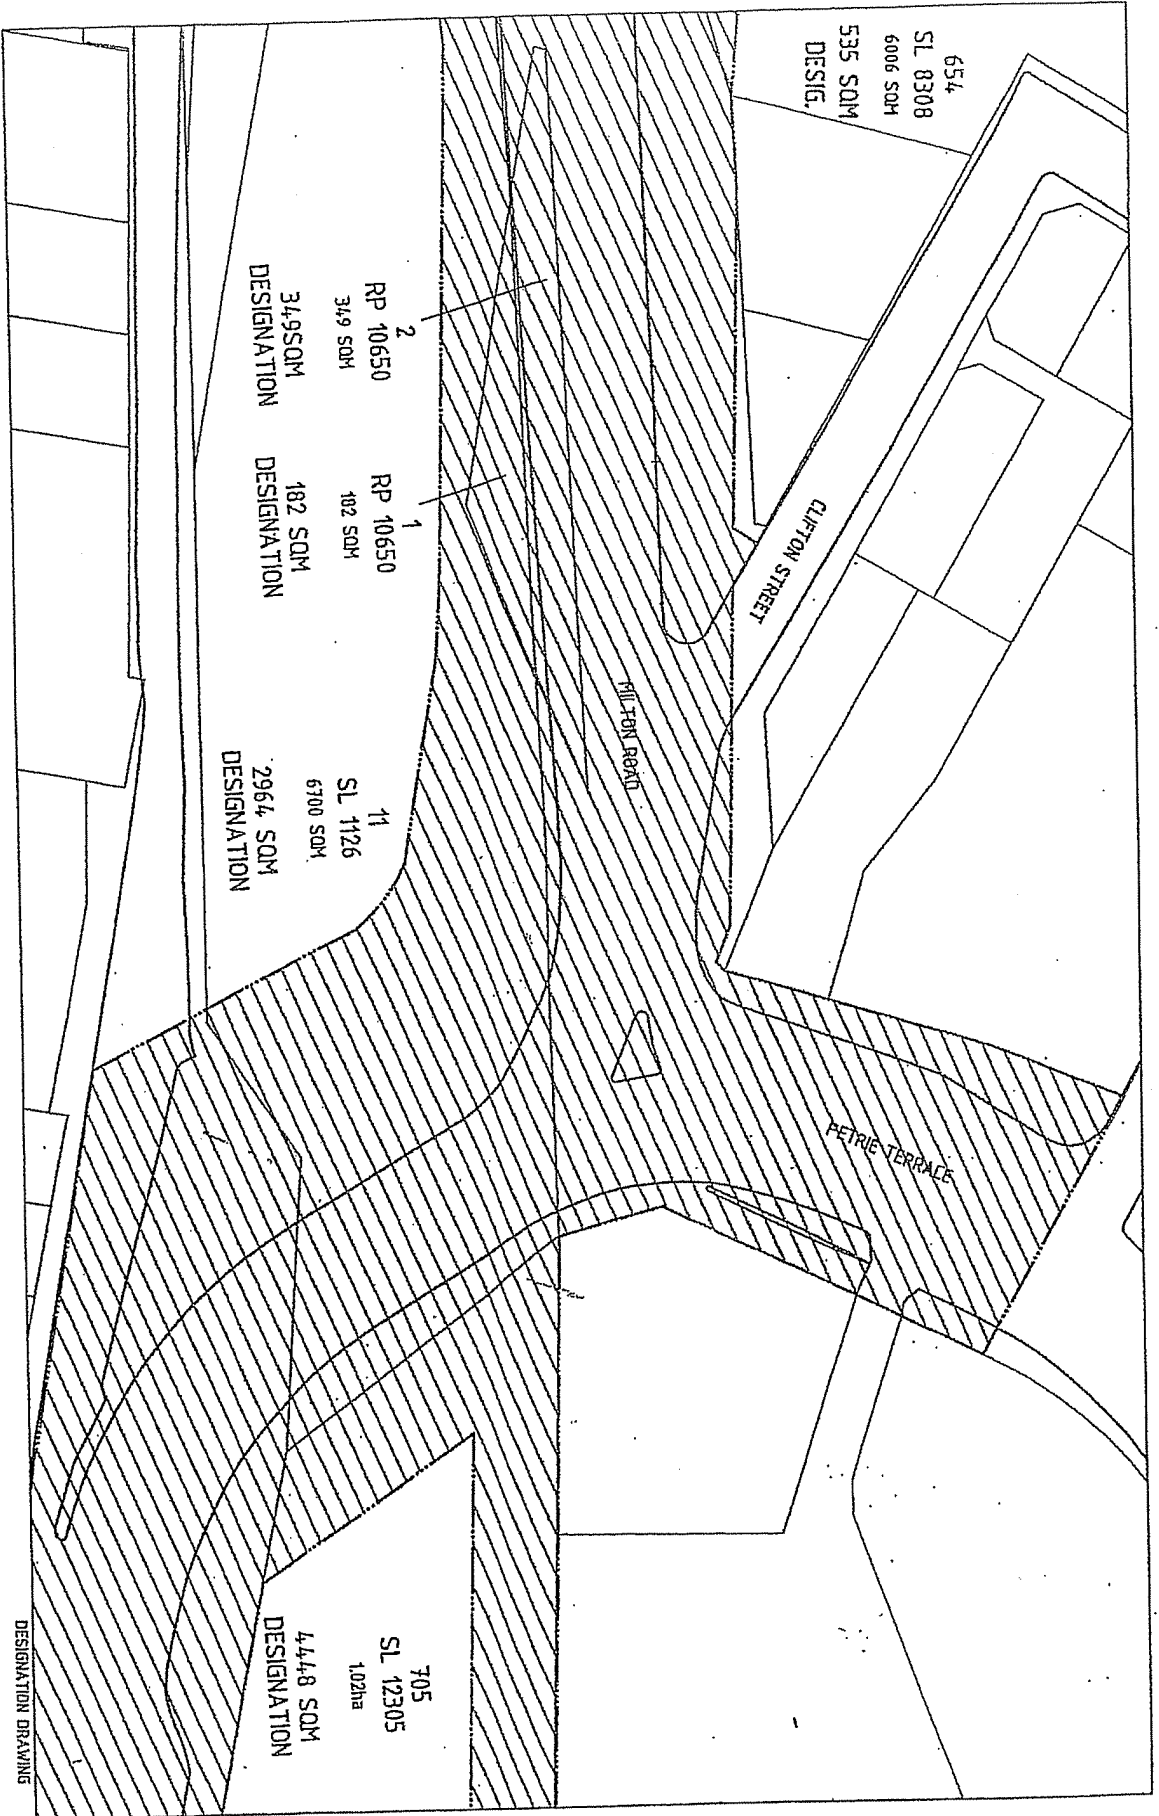 654
SL 8308
6006 SQM
535 SQM
DESIG.
CLIFTON STREET
2
RP 10650
349 SQM
349SQM
DESIGNATION
1
RP 10650
182 SQM
182 SQM
DESIGNATION
MILTON ROAD
11
SL 1126
6700 SQM
2964 SQM
DESIGNATION
PETRIE TERRACE
705
SL 12305
1.02ha
4448 SQM
DESIGNATION
DESIGNATION DRAWING